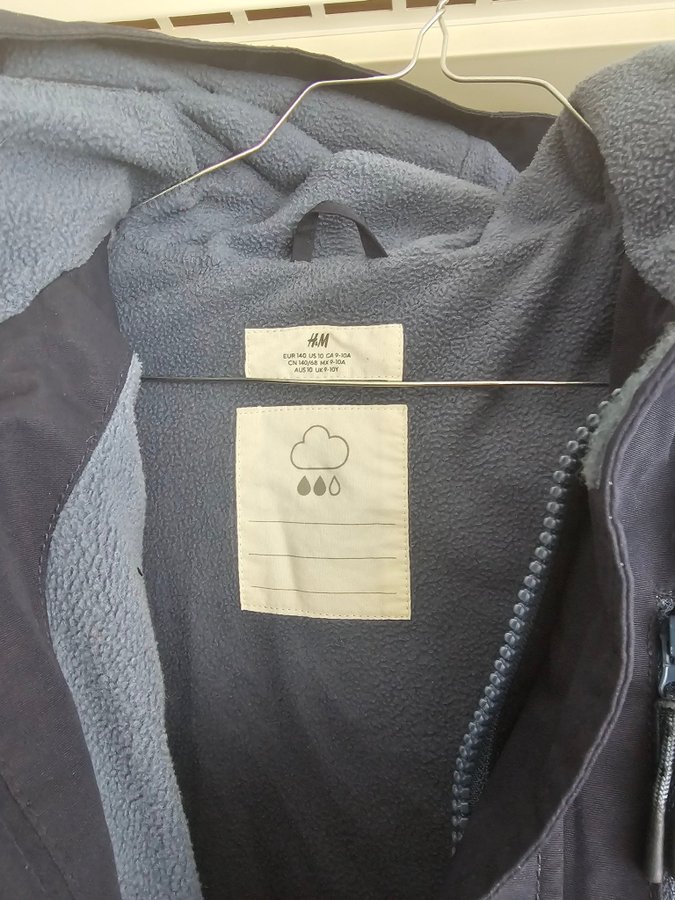 H&M
EUR 140 US 10 CA 9-10A
CN 140/68 MX 9-10A
AUS 10 UK 9-10Y